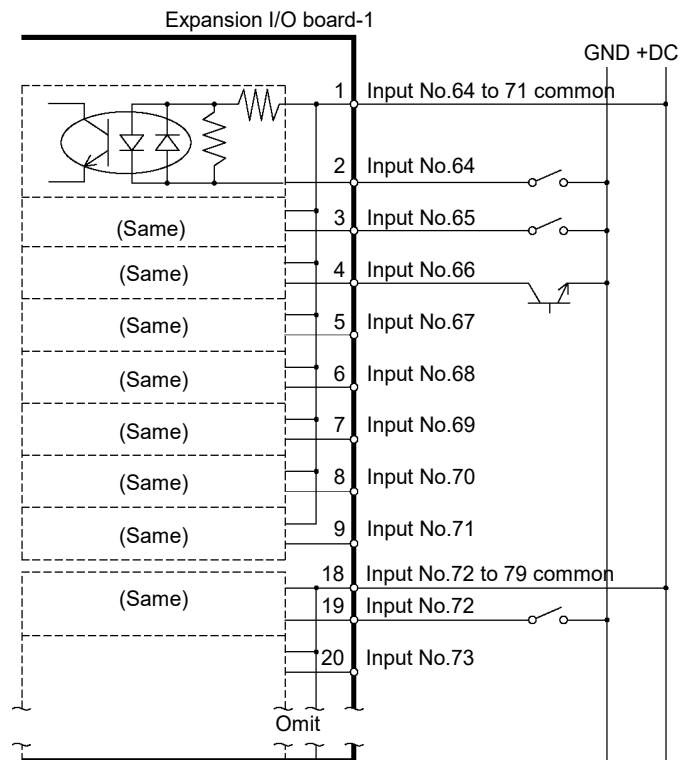 Expansion I/O board-1
GND +DC
1 Input No.64 to 71 common
2 Input No.64
(Same) 3 Input No.65
(Same) 4 Input No.66
(Same) 5 Input No.67
(Same) 6 Input No.68
(Same) 7 Input No.69
(Same) 8 Input No.70
(Same) 9 Input No.71
18 Input No.72 to 79 common
(Same) 19 Input No.72
20 Input No.73
Omit